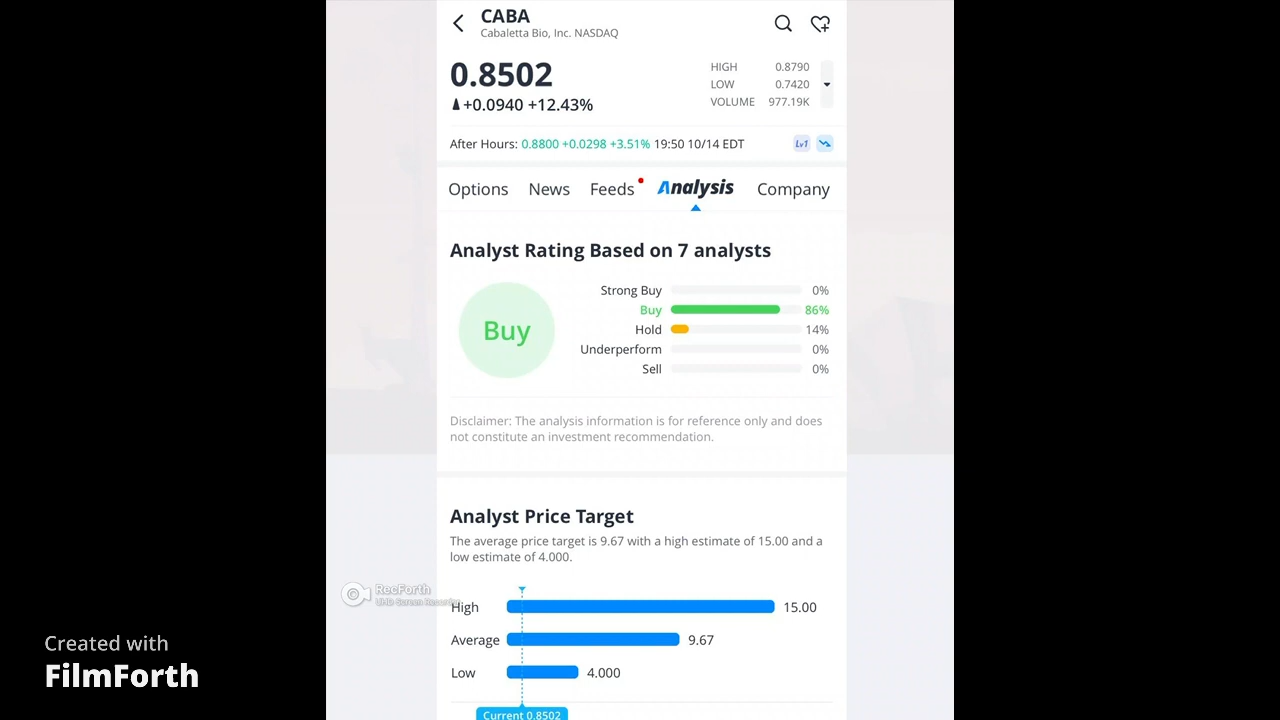 CABA
Cabaletta Bio, Inc. NASDAQ
0.8502
+0.0940 +12.43%
HIGH 0.8790
LOW 0.7420
VOLUME 977.19K
After Hours: 0.8800 +0.0298 +3.51% 19:50 10/14 EDT
Lv1
Options News Feeds Analysis Company
Analyst Rating Based on 7 analysts
Buy
Strong Buy 0%
Buy 86%
Hold 14%
Underperform 0%
Sell 0%
Disclaimer: The analysis information is for reference only and does
not constitute an investment recommendation.
Analyst Price Target
The average price target is 9.67 with a high estimate of 15.00 and a
low estimate of 4.000.
High 15.00
Average 9.67
Low 4.000
Current 0.8502
RecForth
UHD Screen Recorder
Created with
FilmForth